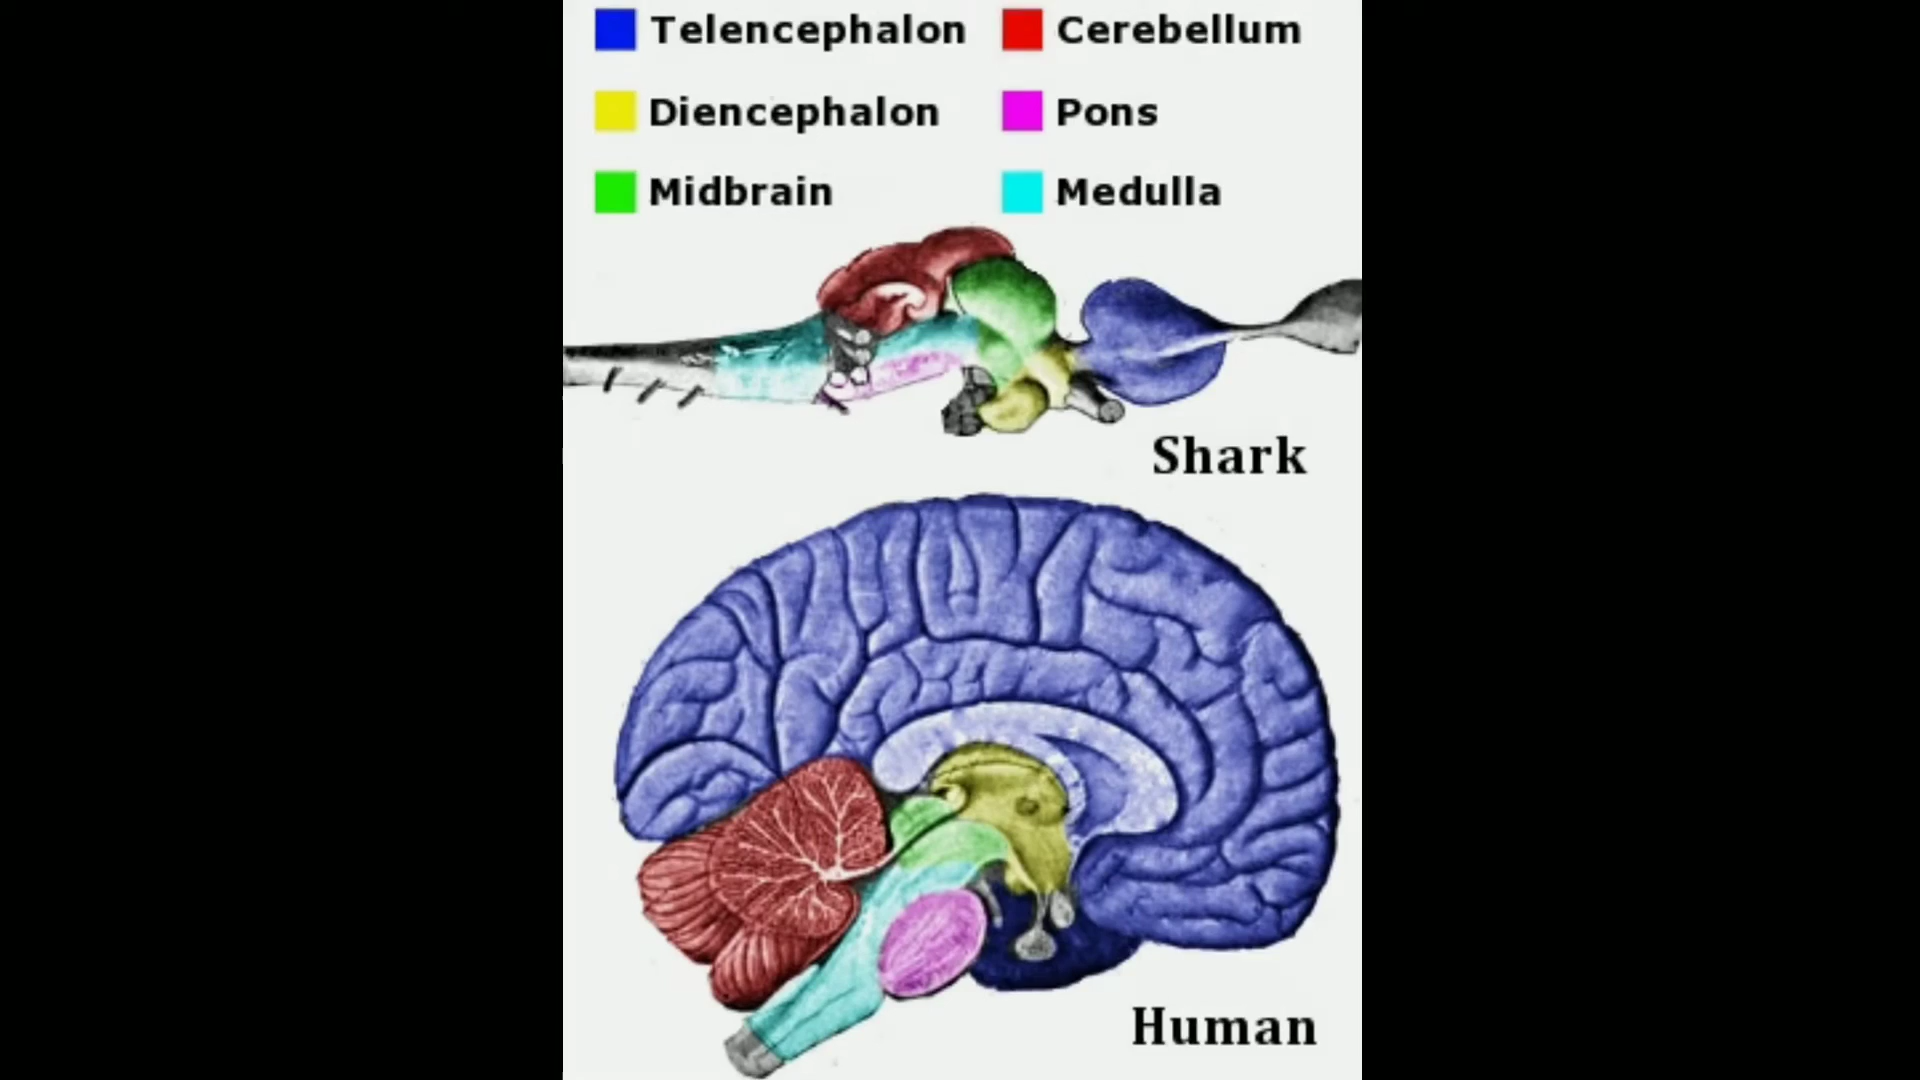 Telencephalon
Cerebellum
Diencephalon
Pons
Midbrain
Medulla
Shark
Human